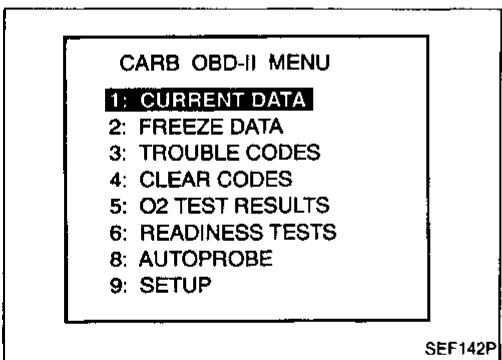 CARB OBD-II MENU
1: CURRENT DATA
2: FREEZE DATA
3: TROUBLE CODES
4: CLEAR CODES
5: O2 TEST RESULTS
6: READINESS TESTS
8: AUTOPROBE
9: SETUP
SEF142P